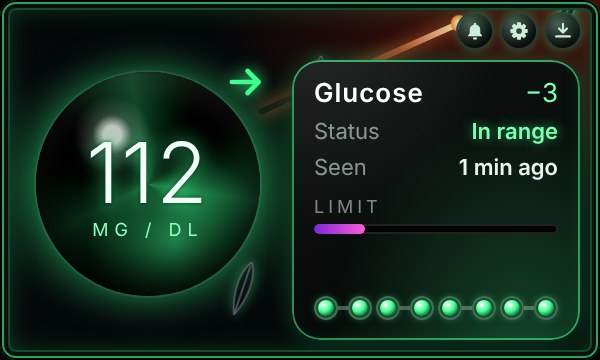 112
MG / DL
Glucose −3
Status In range
Seen 1 min ago
LIMIT